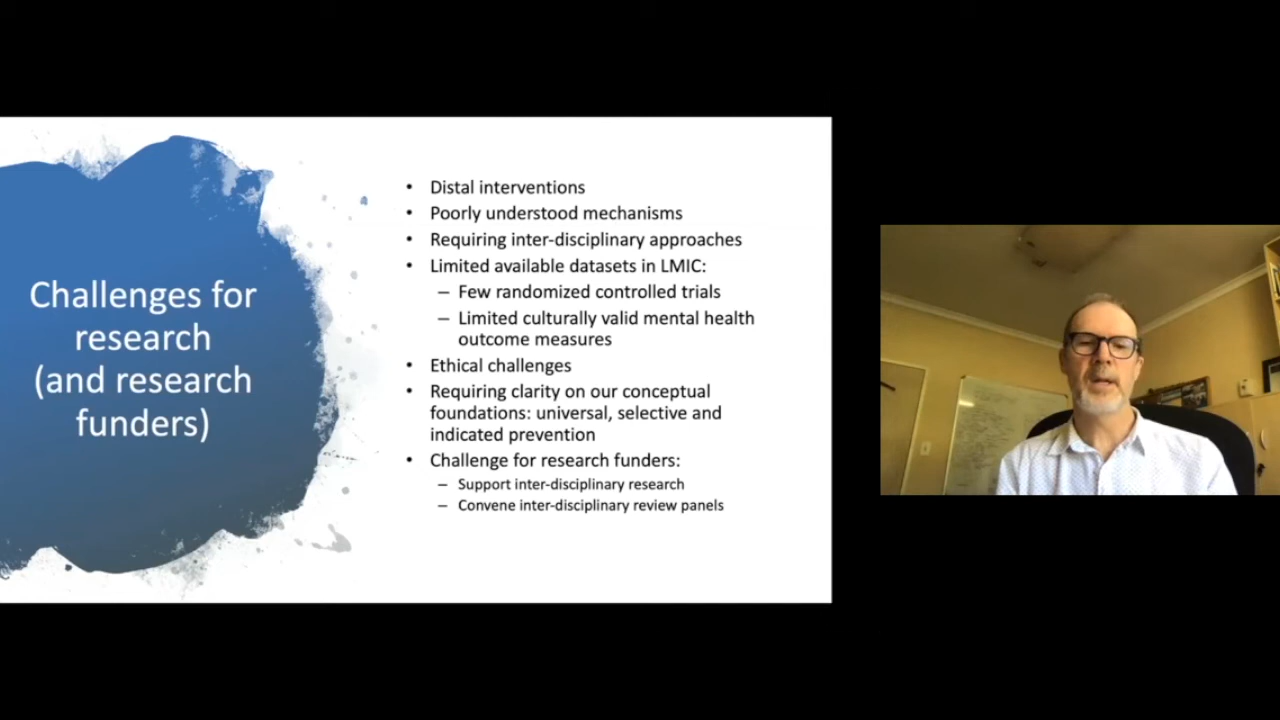 Challenges for
research
(and research
funders)
• Distal interventions
• Poorly understood mechanisms
• Requiring inter-disciplinary approaches
• Limited available datasets in LMIC:
– Few randomized controlled trials
– Limited culturally valid mental health
outcome measures
• Ethical challenges
• Requiring clarity on our conceptual
foundations: universal, selective and
indicated prevention
• Challenge for research funders:
– Support inter-disciplinary research
– Convene inter-disciplinary review panels